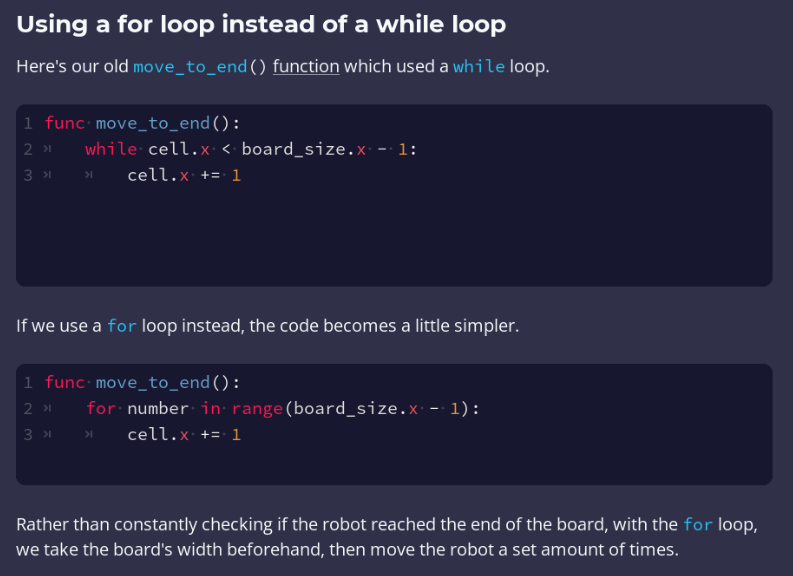 Using a for loop instead of a while loop
Here's our old move_to_end() function which used a while loop.
1 func move_to_end():
2 while cell.x < board_size.x - 1:
3 cell.x += 1
If we use a for loop instead, the code becomes a little simpler.
1 func move_to_end():
2 for number in range(board_size.x - 1):
3 cell.x += 1
Rather than constantly checking if the robot reached the end of the board, with the for loop,
we take the board's width beforehand, then move the robot a set amount of times.